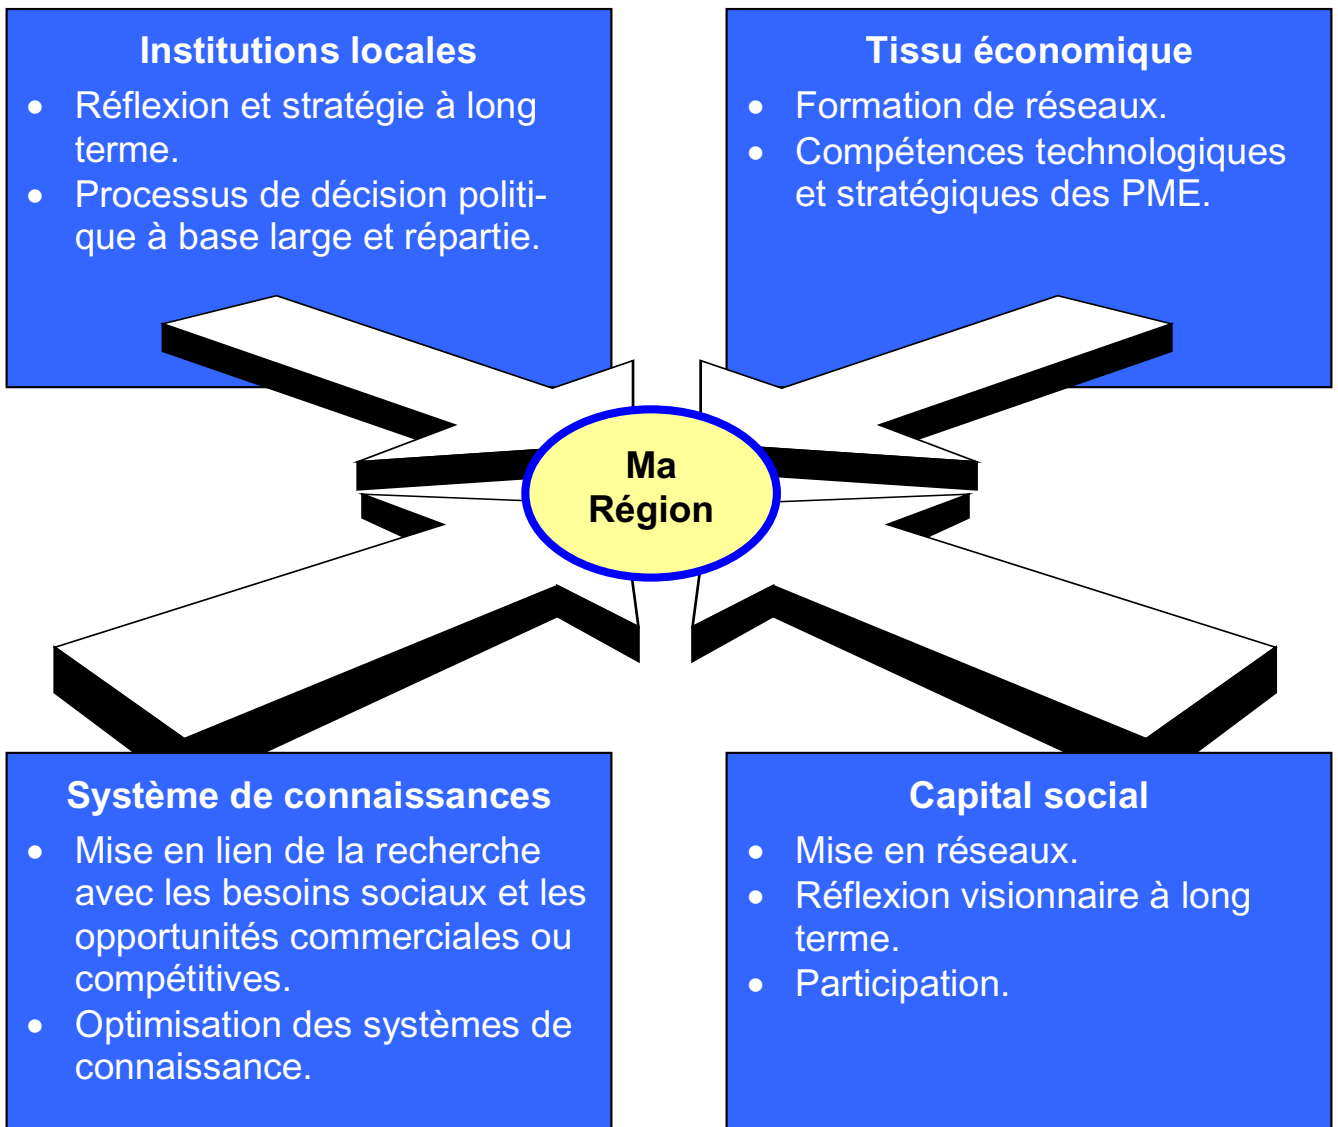 Institutions locales
• Réflexion et stratégie à long
terme.
• Processus de décision politi-
que à base large et répartie.
Tissu économique
• Formation de réseaux.
• Compétences technologiques
et stratégiques des PME.
Ma
Région
Système de connaissances
• Mise en lien de la recherche
avec les besoins sociaux et les
opportunités commerciales ou
compétitives.
• Optimisation des systèmes de
connaissance.
Capital social
• Mise en réseaux.
• Réflexion visionnaire à long
terme.
• Participation.